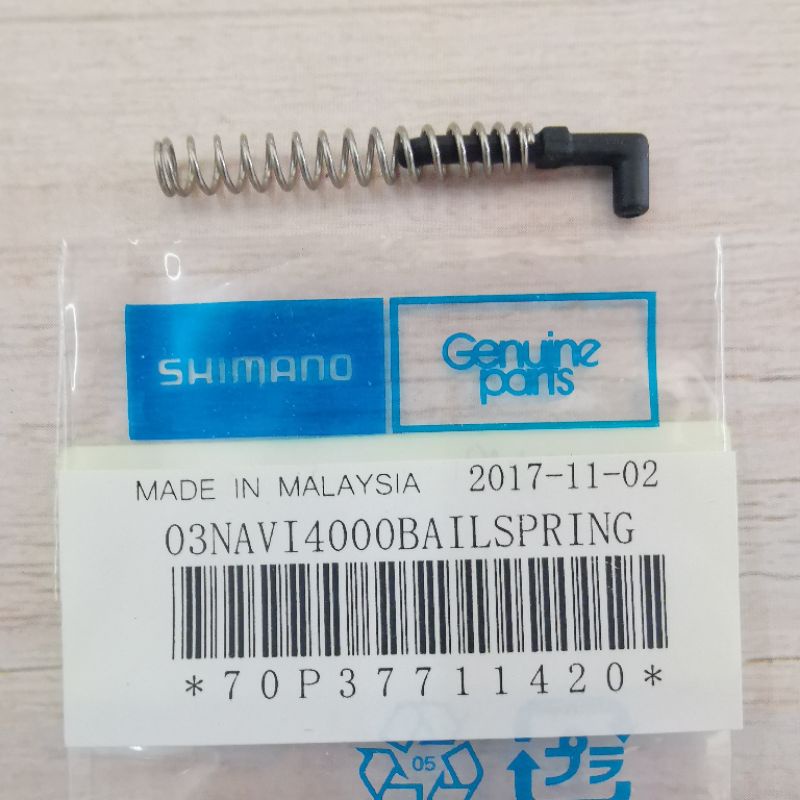 SHIMANO
Genuine
parts
MADE IN MALAYSIA 2017-11-02
03NAVI4000BAILSPRING
*70P37711420*
05
プラ